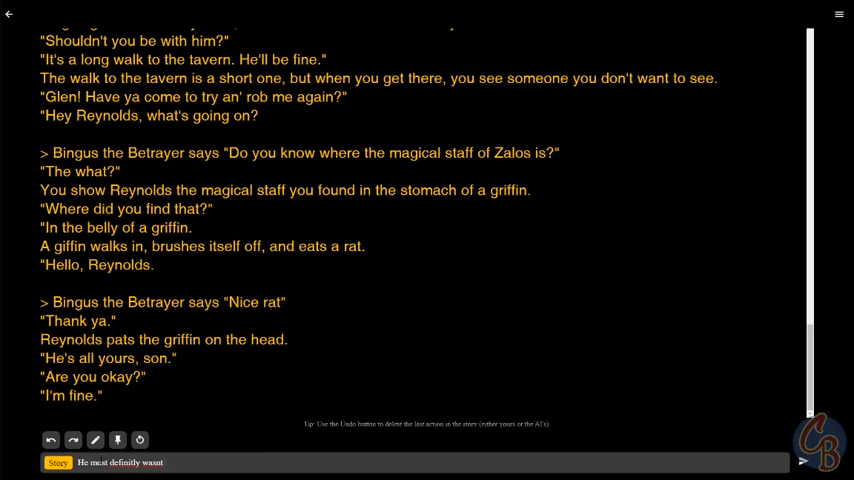 "Shouldn't you be with him?"
"It's a long walk to the tavern. He'll be fine."
The walk to the tavern is a short one, but when you get there, you see someone you don't want to see.
"Glen! Have ya come to try an' rob me again?"
"Hey Reynolds, what's going on?
> Bingus the Betrayer says "Do you know where the magical staff of Zalos is?"
"The what?"
You show Reynolds the magical staff you found in the stomach of a griffin.
"Where did you find that?"
"In the belly of a griffin.
A giffin walks in, brushes itself off, and eats a rat.
"Hello, Reynolds.
> Bingus the Betrayer says "Nice rat"
"Thank ya."
Reynolds pats the griffin on the head.
"He's all yours, son."
"Are you okay?"
"I'm fine."
Tip: Use the Undo button to delete the last action in the story (either yours or the AI's)
Story He most definitly wasnt
CB